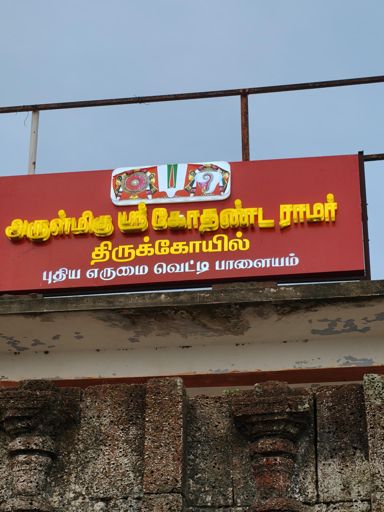 அருள்மிகு ஸ்ரீ கோதண்ட ராமர்
திருக்கோயில்
புதிய எருமை வெட்டி பாளையம்